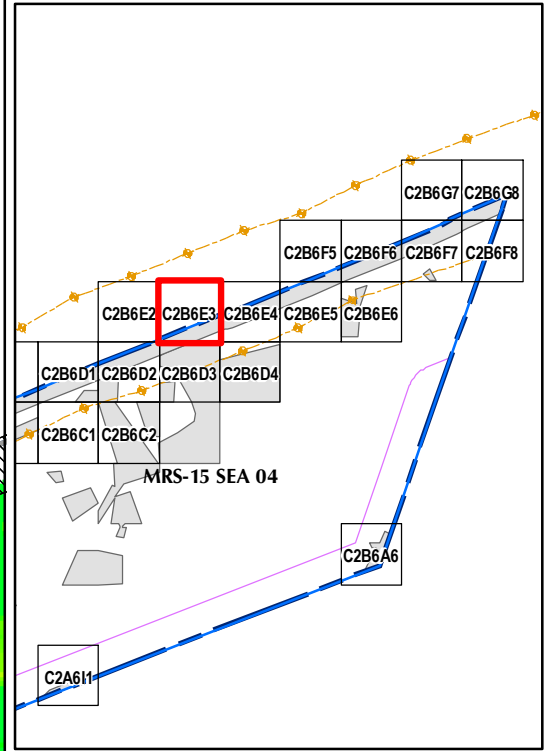 C2B6G7 C2B6G8
C2B6F5 C2B6F6 C2B6F7 C2B6F8
C2B6E2 C2B6E3 C2B6E4 C2B6E5 C2B6E6
C2B6D1 C2B6D2 C2B6D3 C2B6D4
C2B6C1 C2B6C2
MRS-15 SEA 04
C2B6A6
C2A6I1